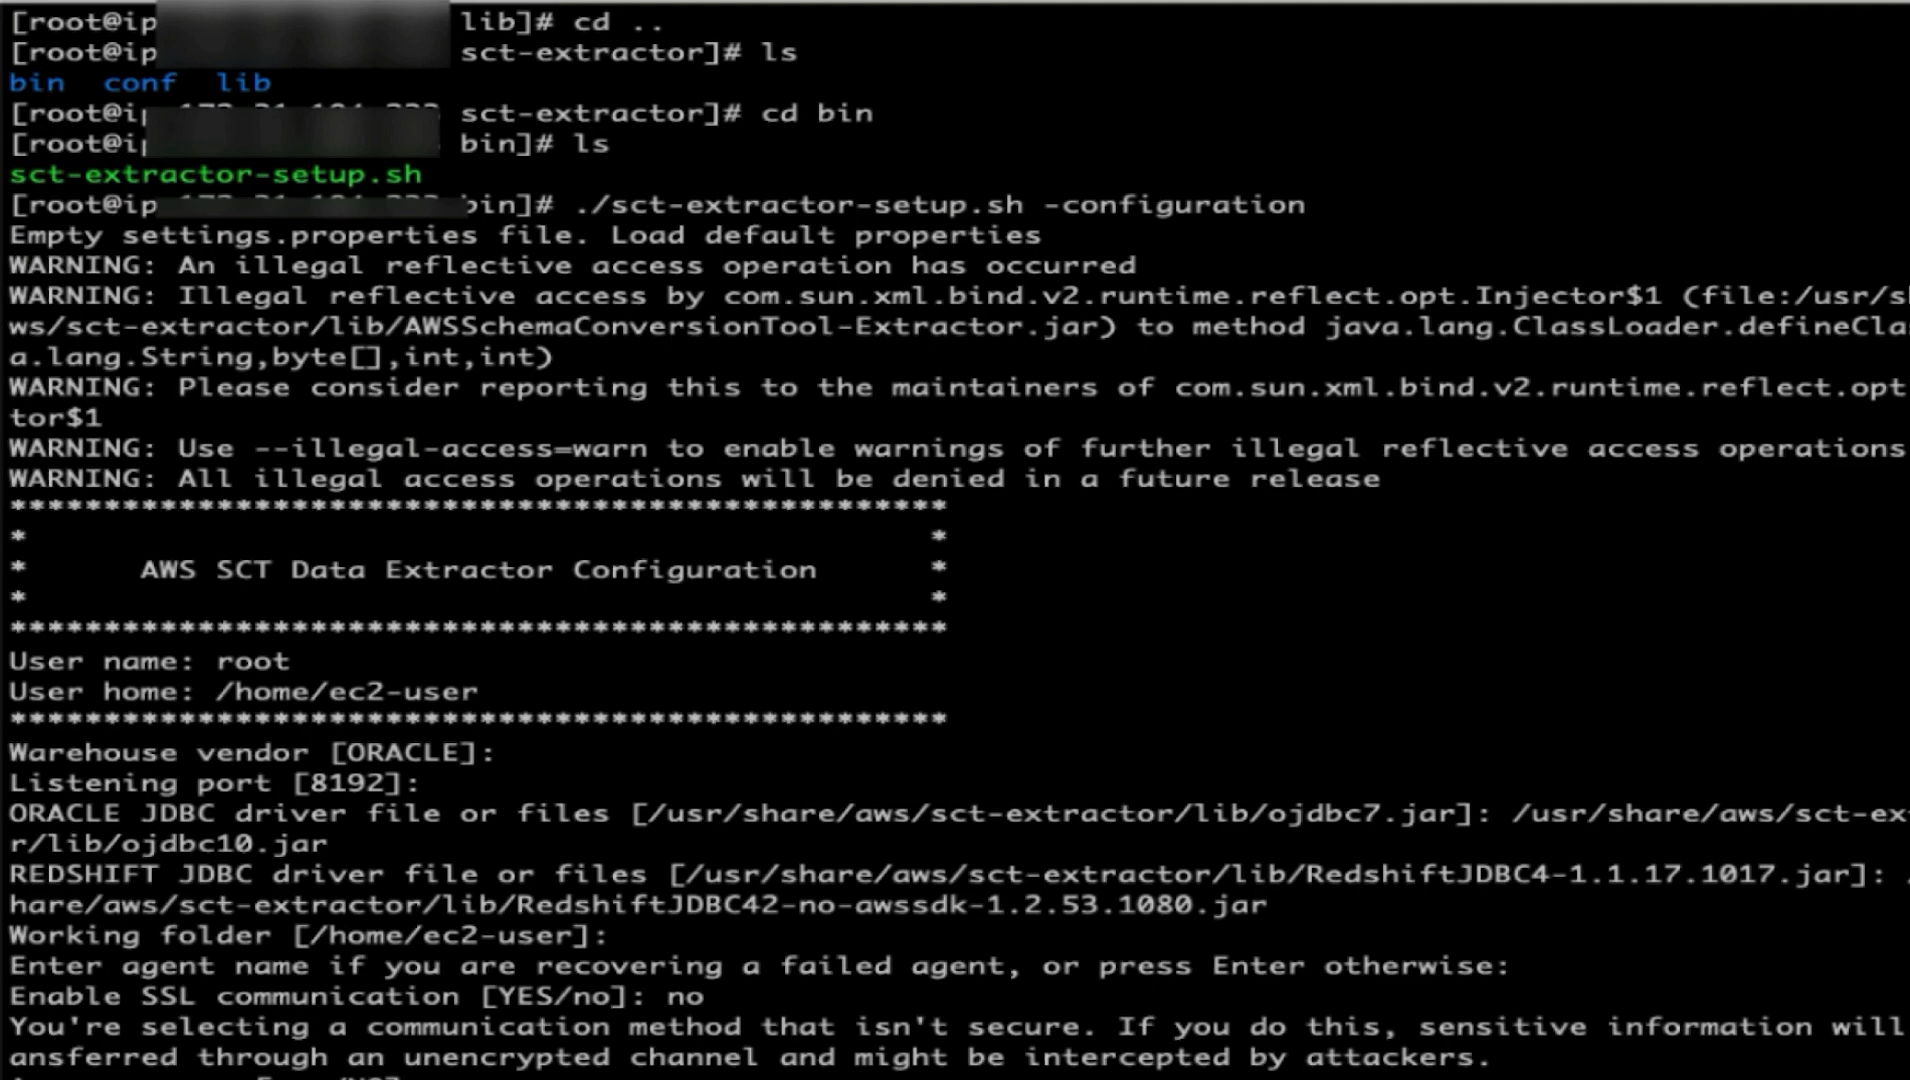 [root@ip lib]# cd ..
[root@ip sct-extractor]# ls
bin  conf  lib
[root@ip sct-extractor]# cd bin
[root@ip bin]# ls
sct-extractor-setup.sh
[root@ip bin]# ./sct-extractor-setup.sh -configuration
Empty settings.properties file. Load default properties
WARNING: An illegal reflective access operation has occurred
WARNING: Illegal reflective access by com.sun.xml.bind.v2.runtime.reflect.opt.Injector$1 (file:/usr/s
ws/sct-extractor/lib/AWSSchemaConversionTool-Extractor.jar) to method java.lang.ClassLoader.defineCla
a.lang.String,byte[],int,int)
WARNING: Please consider reporting this to the maintainers of com.sun.xml.bind.v2.runtime.reflect.opt
tor$1
WARNING: Use --illegal-access=warn to enable warnings of further illegal reflective access operations
WARNING: All illegal access operations will be denied in a future release
**************************************************
*                                                *
*      AWS SCT Data Extractor Configuration      *
*                                                *
**************************************************
User name: root
User home: /home/ec2-user
**************************************************
Warehouse vendor [ORACLE]:
Listening port [8192]:
ORACLE JDBC driver file or files [/usr/share/aws/sct-extractor/lib/ojdbc7.jar]: /usr/share/aws/sct-ex
r/lib/ojdbc10.jar
REDSHIFT JDBC driver file or files [/usr/share/aws/sct-extractor/lib/RedshiftJDBC4-1.1.17.1017.jar]:
hare/aws/sct-extractor/lib/RedshiftJDBC42-no-awssdk-1.2.53.1080.jar
Working folder [/home/ec2-user]:
Enter agent name if you are recovering a failed agent, or press Enter otherwise:
Enable SSL communication [YES/no]: no
You're selecting a communication method that isn't secure. If you do this, sensitive information will
ansferred through an unencrypted channel and might be intercepted by attackers.